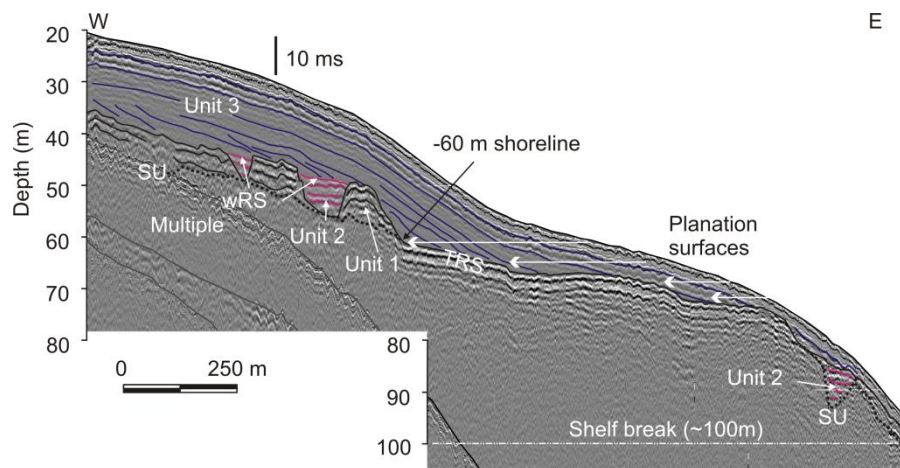 W
E
20
30
40
50
60
70
80
Depth (m)
10 ms
Unit 3
-60 m shoreline
SU
wRS
Multiple
Unit 2
Unit 1
TRS
Planation
surfaces
0 250 m
80
90
100
Unit 2
SU
Shelf break (~100m)